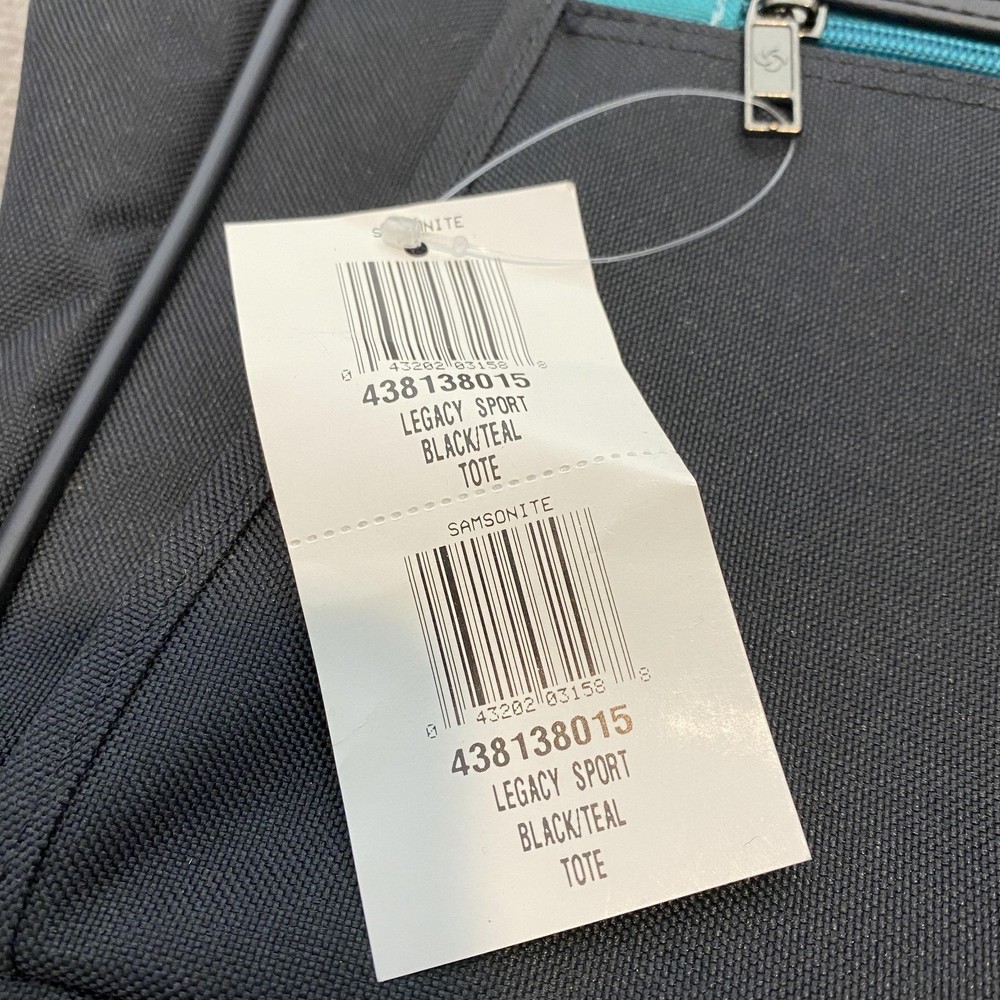 SAMSONITE
0 43202 03158 8
438138015
LEGACY SPORT
BLACK/TEAL
TOTE
SAMSONITE
0 43202 03158 8
438138015
LEGACY SPORT
BLACK/TEAL
TOTE